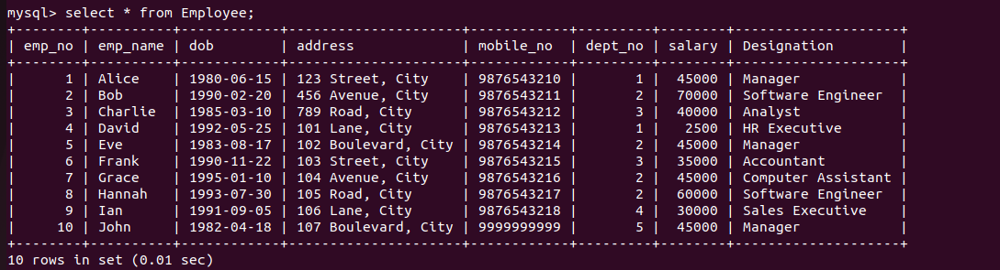 mysql> select * from Employee;
+--------+----------+------------+--------------------+------------+---------+--------+--------------------+
| emp_no | emp_name | dob        | address            | mobile_no  | dept_no | salary | Designation        |
+--------+----------+------------+--------------------+------------+---------+--------+--------------------+
|      1 | Alice    | 1980-06-15 | 123 Street, City   | 9876543210 |       1 |  45000 | Manager            |
|      2 | Bob      | 1990-02-20 | 456 Avenue, City   | 9876543211 |       2 |  70000 | Software Engineer  |
|      3 | Charlie  | 1985-03-10 | 789 Road, City     | 9876543212 |       3 |  40000 | Analyst            |
|      4 | David    | 1992-05-25 | 101 Lane, City     | 9876543213 |       1 |   2500 | HR Executive       |
|      5 | Eve      | 1983-08-17 | 102 Boulevard, City | 9876543214 |       2 |  45000 | Manager            |
|      6 | Frank    | 1990-11-22 | 103 Street, City   | 9876543215 |       3 |  35000 | Accountant         |
|      7 | Grace    | 1995-01-10 | 104 Avenue, City   | 9876543216 |       2 |  45000 | Computer Assistant |
|      8 | Hannah   | 1993-07-30 | 105 Road, City     | 9876543217 |       2 |  60000 | Software Engineer  |
|      9 | Ian      | 1991-09-05 | 106 Lane, City     | 9876543218 |       4 |  30000 | Sales Executive    |
|     10 | John     | 1982-04-18 | 107 Boulevard, City | 9999999999 |       5 |  45000 | Manager            |
+--------+----------+------------+--------------------+------------+---------+--------+--------------------+
10 rows in set (0.01 sec)